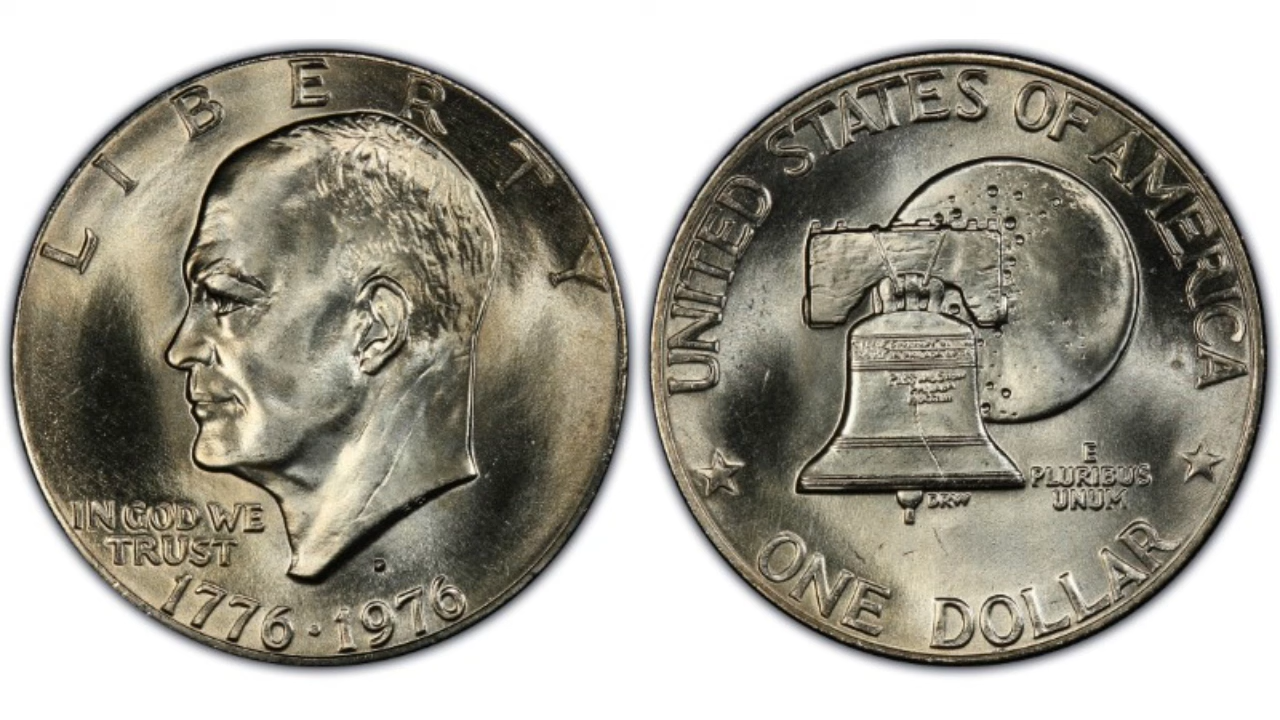 LIBERTY
IN GOD WE
TRUST
1776·1976
UNITED STATES OF AMERICA
E
PLURIBUS
UNUM
DRW
ONE DOLLAR